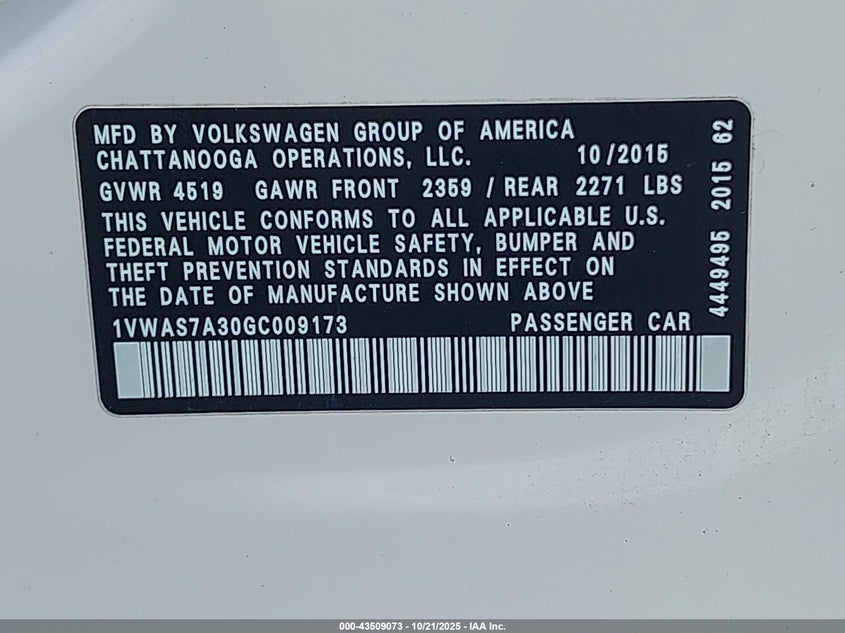 MFD BY VOLKSWAGEN GROUP OF AMERICA
CHATTANOOGA OPERATIONS, LLC. 10/2015
GVWR 4519 GAWR FRONT 2359 / REAR 2271 LBS
THIS VEHICLE CONFORMS TO ALL APPLICABLE U.S.
FEDERAL MOTOR VEHICLE SAFETY, BUMPER AND
THEFT PREVENTION STANDARDS IN EFFECT ON
THE DATE OF MANUFACTURE SHOWN ABOVE
1VWAS7A30GC009173 PASSENGER CAR
4449495 2015 62
000-43509073 - 10/21/2025 - IAA Inc.